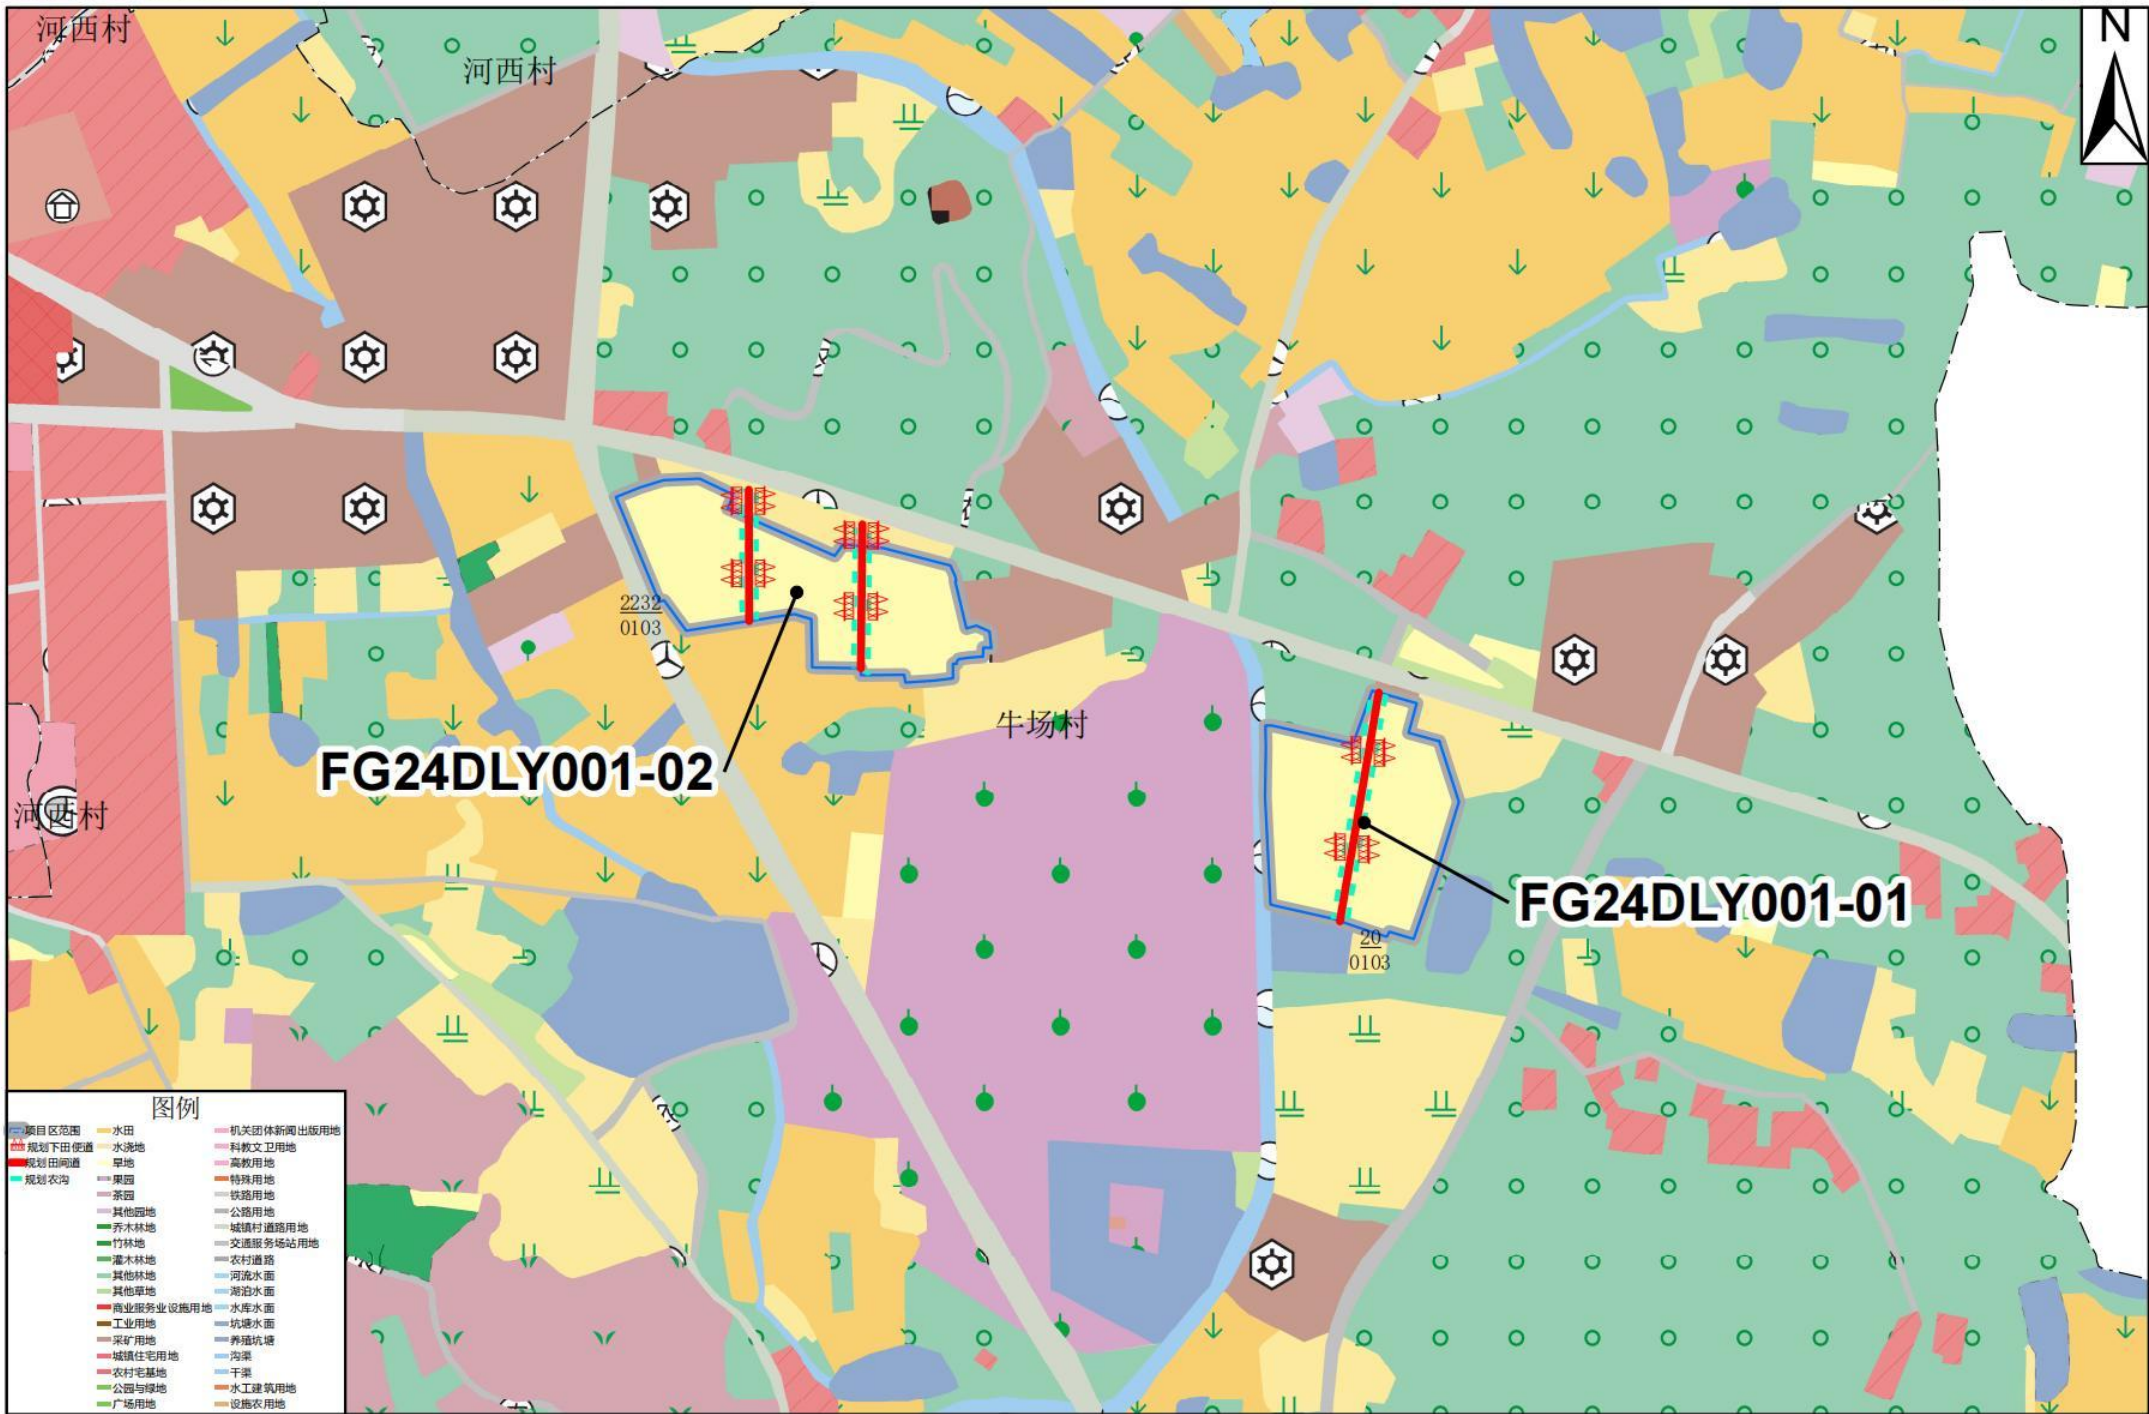 河西村
河西村
N
2232
0103
牛场村
FG24DLY001-02
河西村
FG24DLY001-01
20
0103
图例
项目区范围
规划下田便道
规划田间道
规划农沟
水田
水浇地
旱地
果园
茶园
其他园地
乔木林地
竹林地
灌木林地
其他林地
其他草地
商业服务业设施用地
工业用地
采矿用地
城镇住宅用地
农村宅基地
公园与绿地
广场用地
机关团体新闻出版用地
科教文卫用地
高教用地
特殊用地
铁路用地
公路用地
城镇村道路用地
交通服务场站用地
农村道路
河流水面
湖泊水面
水库水面
坑塘水面
养殖坑塘
沟渠
干渠
水工建筑用地
设施农用地